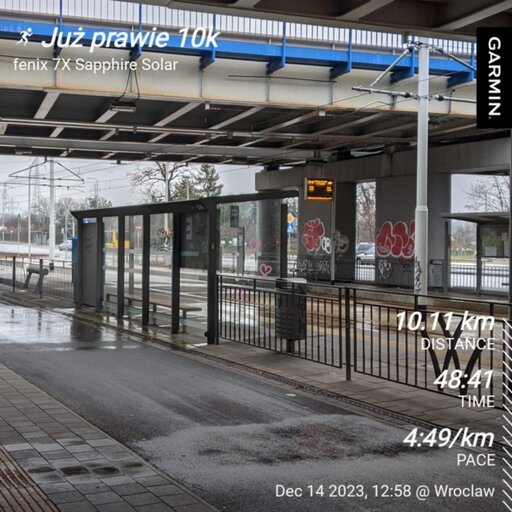 Już prawie 10k
fenix 7X Sapphire Solar
GARMIN
10.11 km
DISTANCE
48:41
TIME
4:49/km
PACE
Dec 14 2023, 12:58 @ Wroclaw